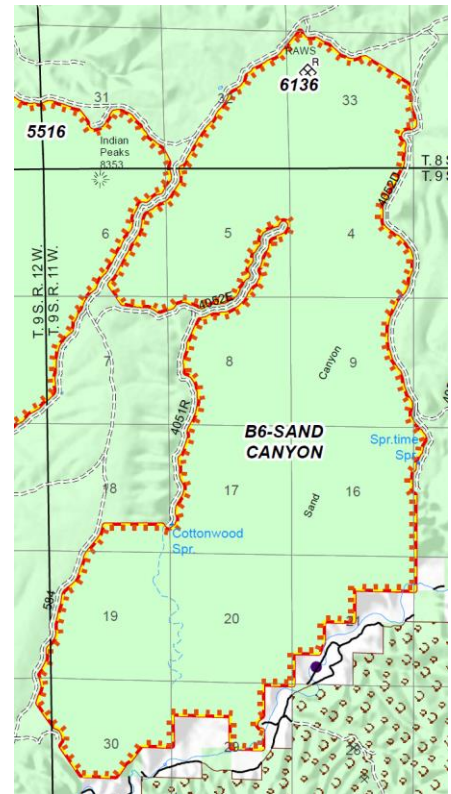 RAWS
R
6136
31
32
33
5516
Indian
Peaks
8353
T. 8 S
T. 9 S
4062D
T. 9 S. R. 12 W.
T. 9 S. R. 11 W.
6
5
4
4062E
7
8
9
Canyon
4051R
B6-SAND
CANYON
Spr.time
Spr.
18
17
16
Sand
Cottonwood
Spr.
584
19
20
30
29
28